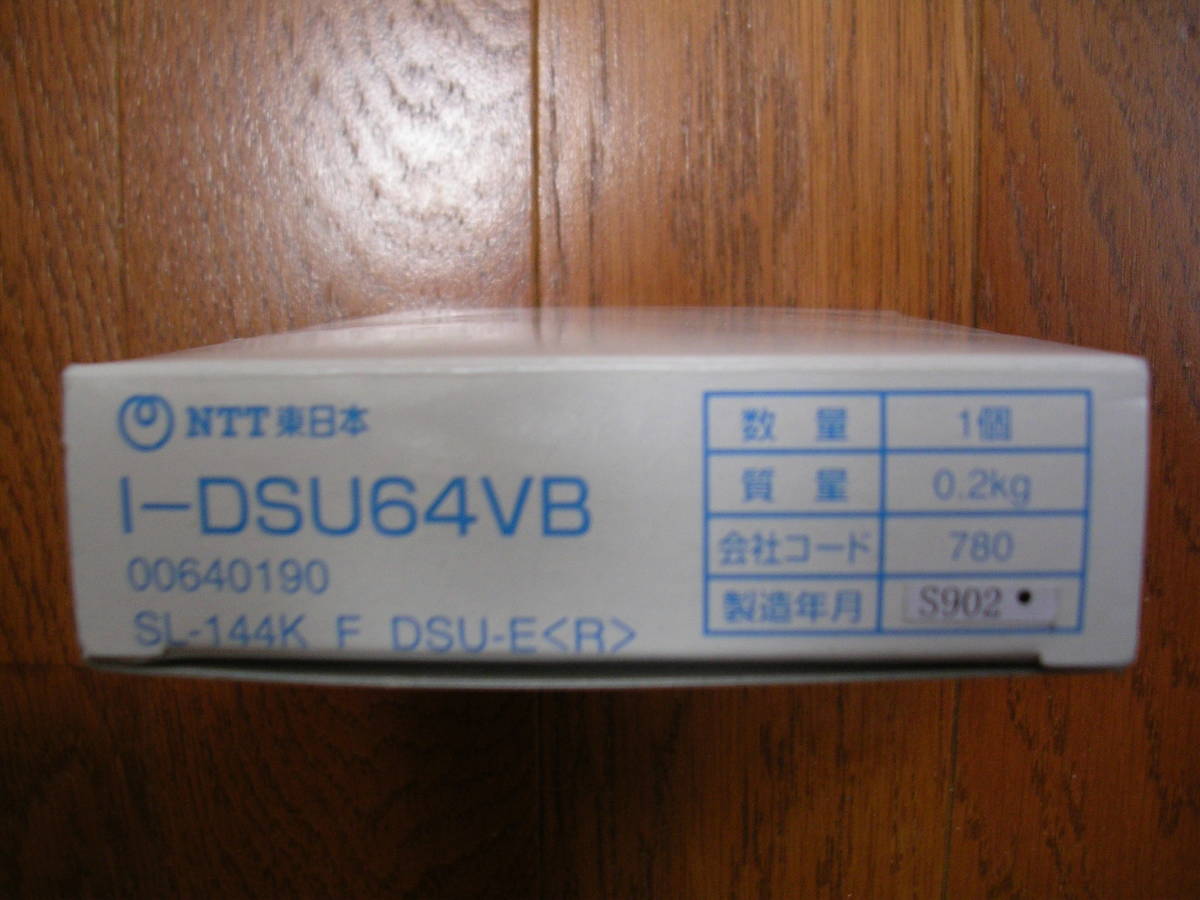 NTT東日本
I-DSU64VB
00640190
SL-144K F DSU-E<R>
数量 1個
質量 0.2kg
会社コード 780
製造年月 S902